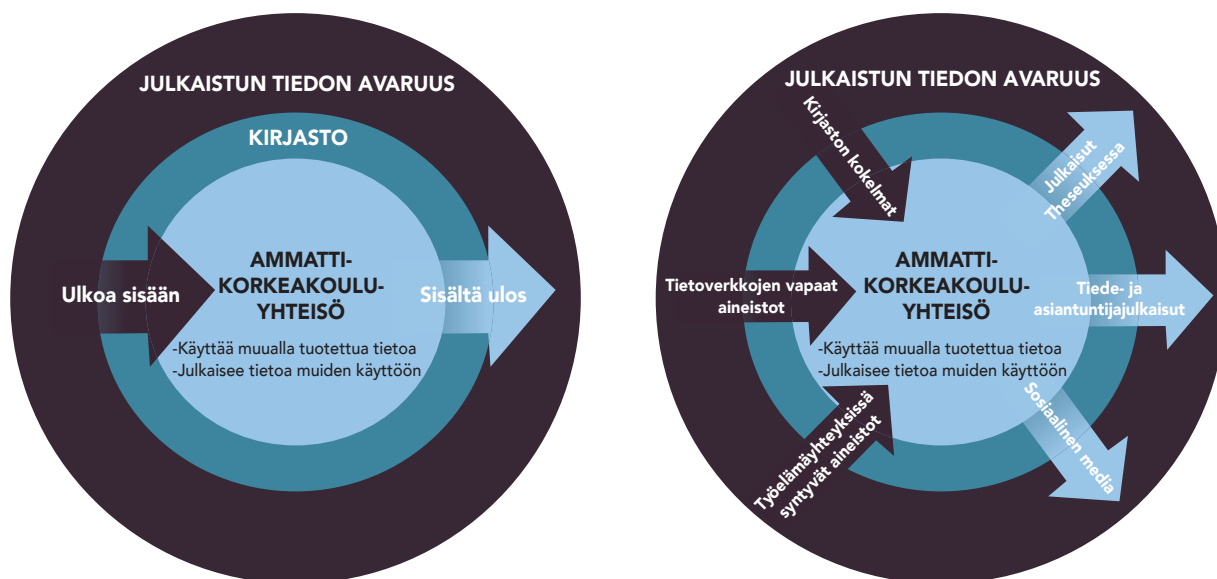 JULKAISTUN TIEDON AVARUUS
KIRJASTO
Ulkoa sisään
AMMATTI-
KORKEAKOULU-
YHTEISÖ
-Käyttää muualla tuotettua tietoa
-Julkaisee tietoa muiden käyttöön
Sisältä ulos
JULKAISTUN TIEDON AVARUUS
Kirjaston kokelmat
Tietoverkkojen vapaat
aineistot
Työelämäyhteyksissä
syntyvät aineistot
AMMATTI-
KORKEAKOULU-
YHTEISÖ
-Käyttää muualla tuotettua tietoa
-Julkaisee tietoa muiden käyttöön
Julkaisut
Theseuksessa
Tiede- ja
asiantuntijajulkaisut
Sosiaalinen media